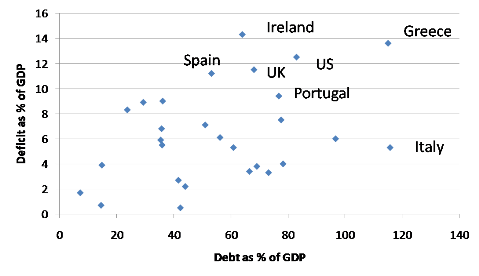 16
14
12
10
8
6
4
2
0
Deficit as % of GDP
Ireland
Greece
Spain
UK
US
Portugal
Italy
0 20 40 60 80 100 120 140
Debt as % of GDP